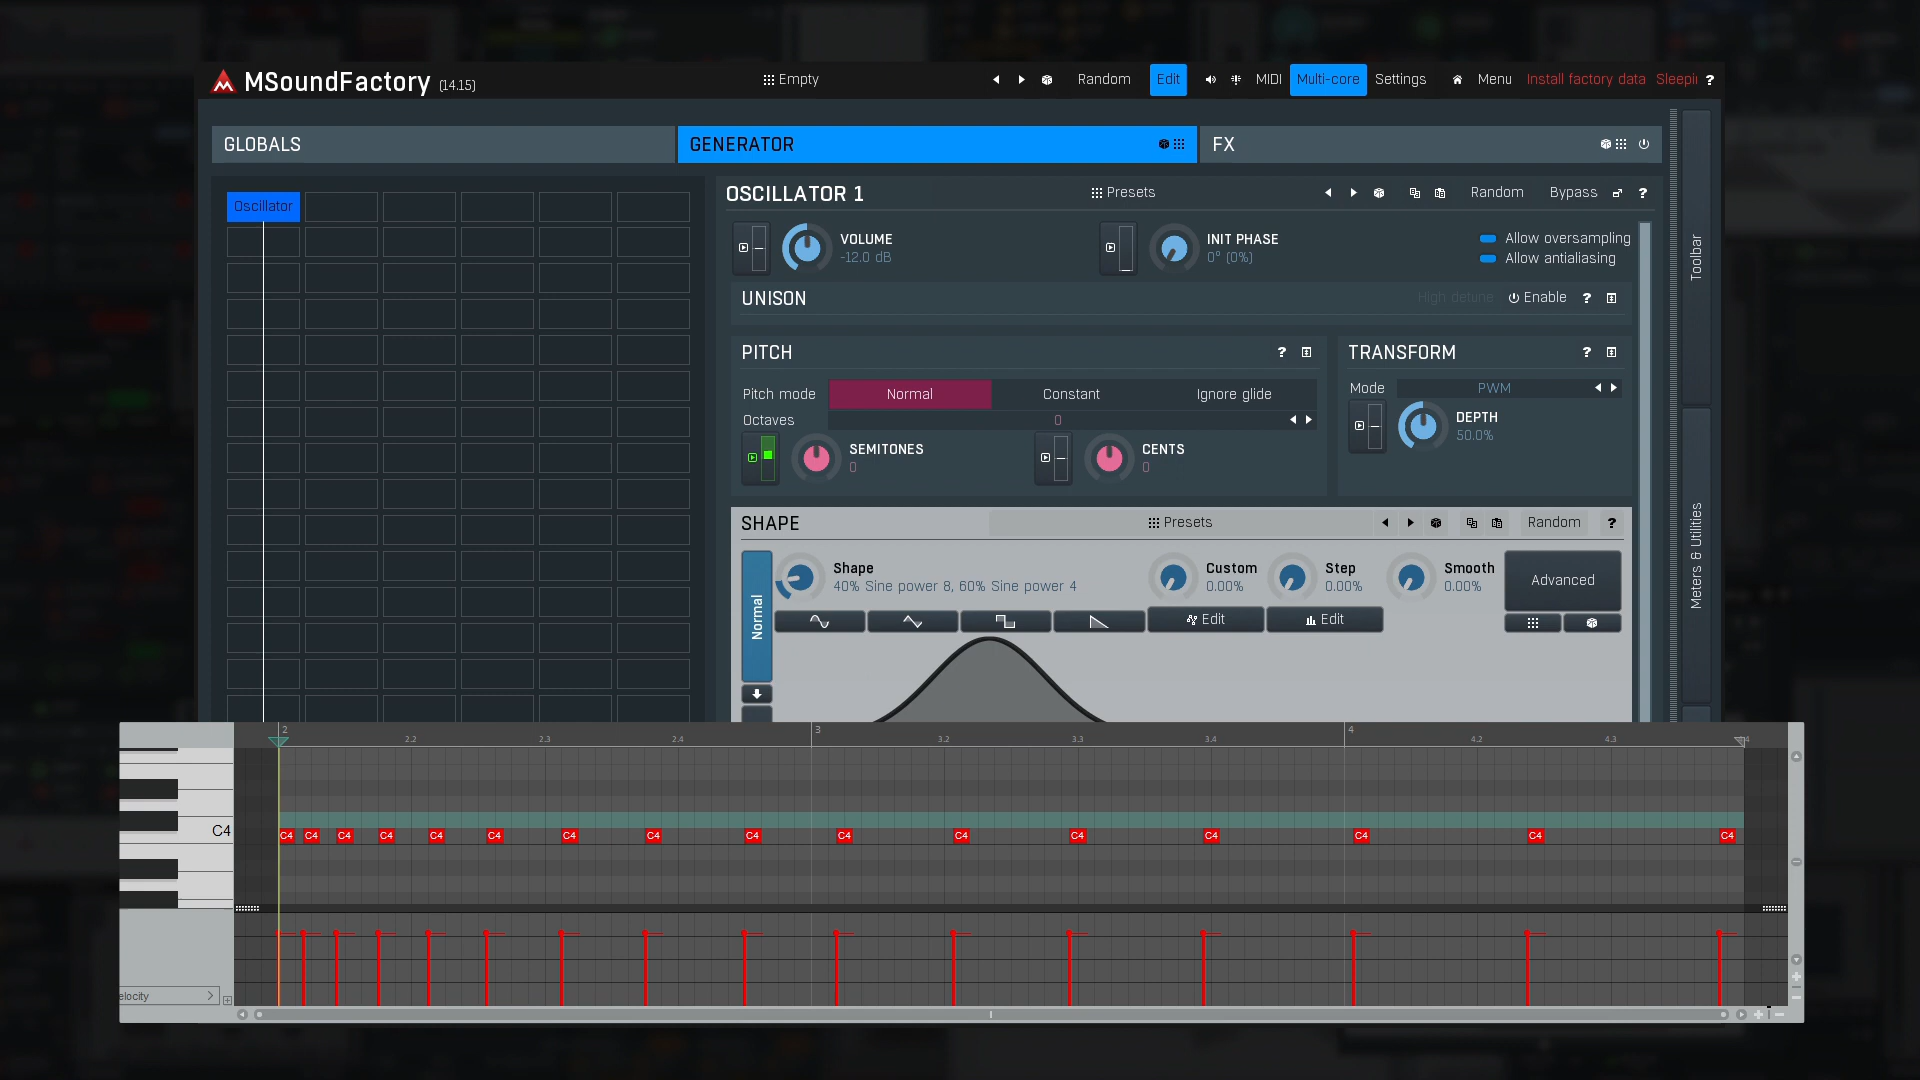 MSoundFactory (14.15)
Empty
Random
Edit
MIDI
Multi-core
Settings
Menu
Install factory data
Sleepi
?
GLOBALS
GENERATOR
FX
Oscillator
OSCILLATOR 1
Presets
Random
Bypass
?
VOLUME
-12.0 dB
INIT PHASE
0° (0%)
Allow oversampling
Allow antialiasing
UNISON
High detune
Enable
?
PITCH
?
Pitch mode
Normal
Constant
Ignore glide
Octaves
0
SEMITONES
0
CENTS
0
TRANSFORM
?
Mode
PWM
DEPTH
50.0%
SHAPE
Presets
Random
?
Normal
Shape
40% Sine power 8, 60% Sine power 4
Custom
0.00%
Step
0.00%
Smooth
0.00%
Advanced
Edit
Edit
Toolbar
Meters & Utilities
2
2.2
2.3
2.4
3
3.2
3.3
3.4
4
4.2
4.3
C4
C4 C4 C4 C4 C4 C4 C4 C4 C4 C4 C4 C4 C4 C4 C4 C4
elocity